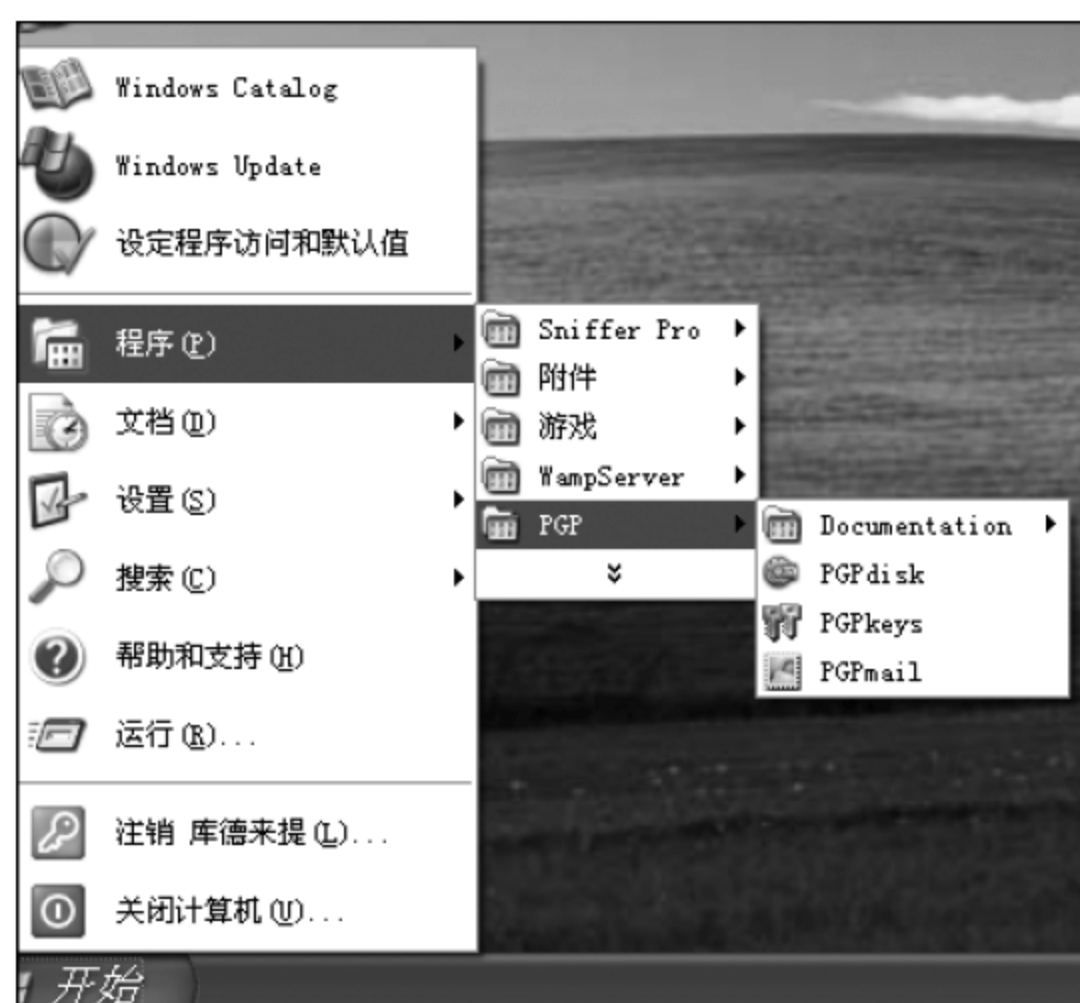 Windows Catalog
Windows Update
设定程序访问和默认值
程序(P)
文档(D)
设置(S)
搜索(C)
帮助和支持(H)
运行(R)...
注销 库德来提(L)...
关闭计算机(U)...
Sniffer Pro
附件
游戏
WampServer
PGP
Documentation
PGPdisk
PGPkeys
PGPmail
开始